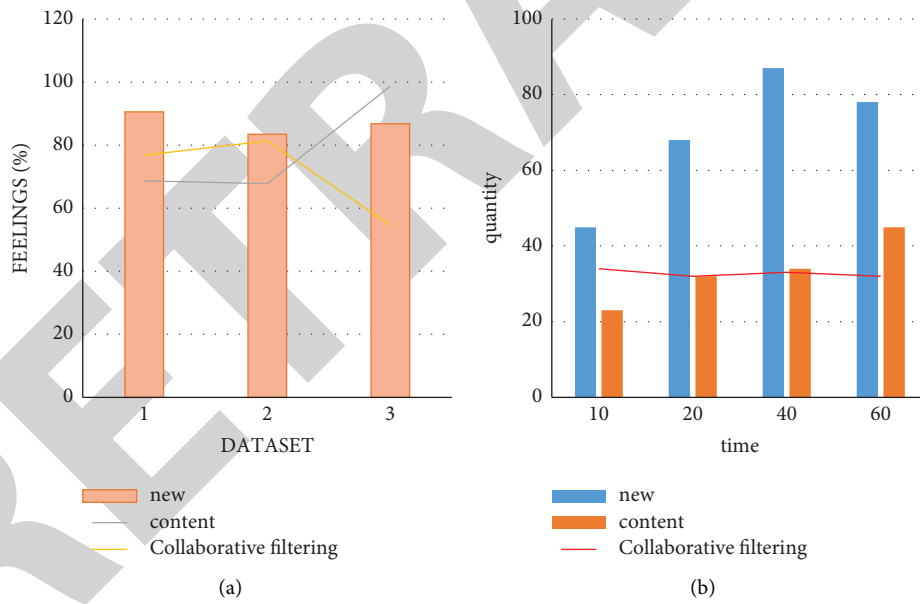 120
100
80
60
40
20
0
FEELINGS (%)
1 2 3
DATASET
new
content
Collaborative filtering
(a)
100
80
60
40
20
0
quantity
10 20 40 60
time
new
content
Collaborative filtering
(b)